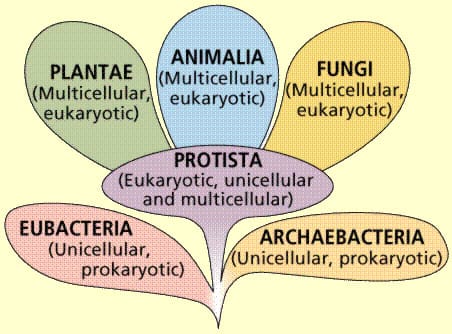 PLANTAE
(Multicellular,
eukaryotic)
ANIMALIA
(Multicellular,
eukaryotic)
FUNGI
(Multicellular,
eukaryotic)
PROTISTA
(Eukaryotic, unicellular
and multicellular)
EUBACTERIA
(Unicellular,
prokaryotic)
ARCHAEBACTERIA
(Unicellular, prokaryotic)